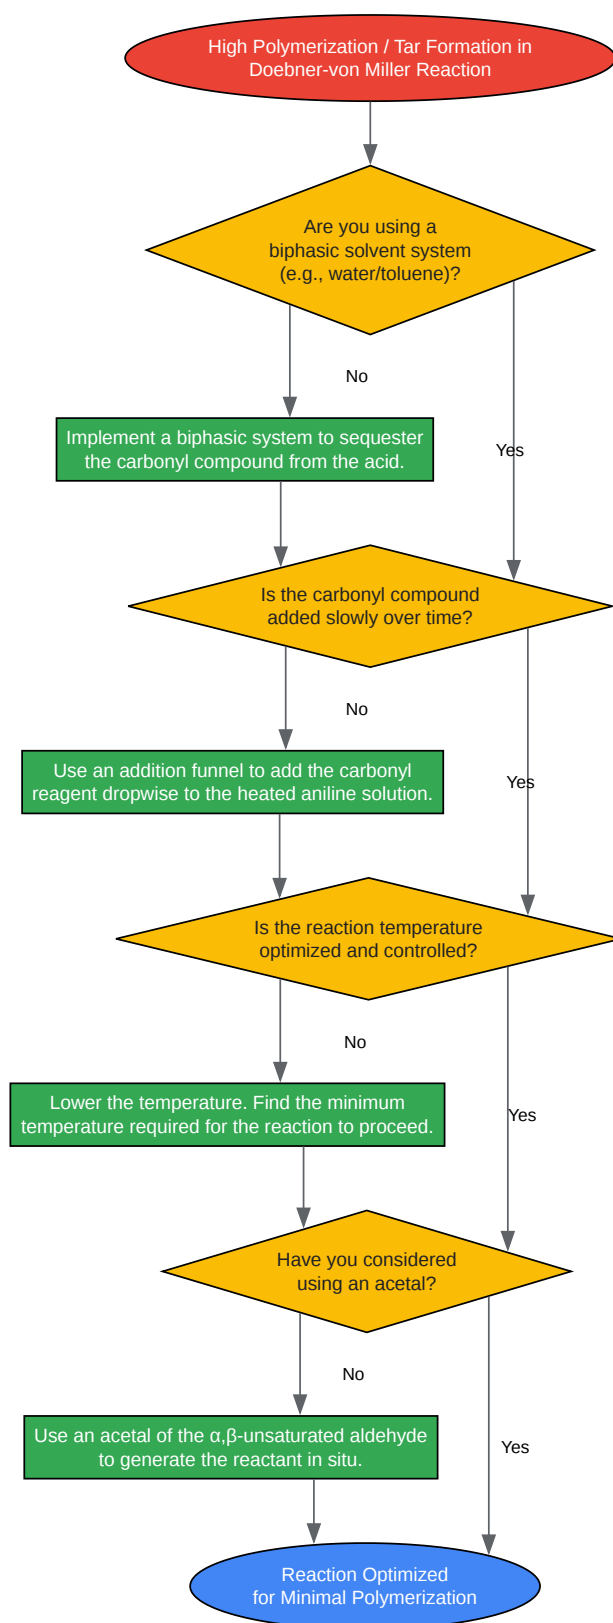 High Polymerization / Tar Formation in
Doebner-von Miller Reaction
Are you using a
biphasic solvent system
(e.g., water/toluene)?
No
Implement a biphasic system to sequester
the carbonyl compound from the acid.
Yes
Is the carbonyl compound
added slowly over time?
No
Use an addition funnel to add the carbonyl
reagent dropwise to the heated aniline solution.
Yes
Is the reaction temperature
optimized and controlled?
No
Lower the temperature. Find the minimum
temperature required for the reaction to proceed.
Yes
Have you considered
using an acetal?
No
Use an acetal of the α,β-unsaturated aldehyde
to generate the reactant in situ.
Yes
Reaction Optimized
for Minimal Polymerization